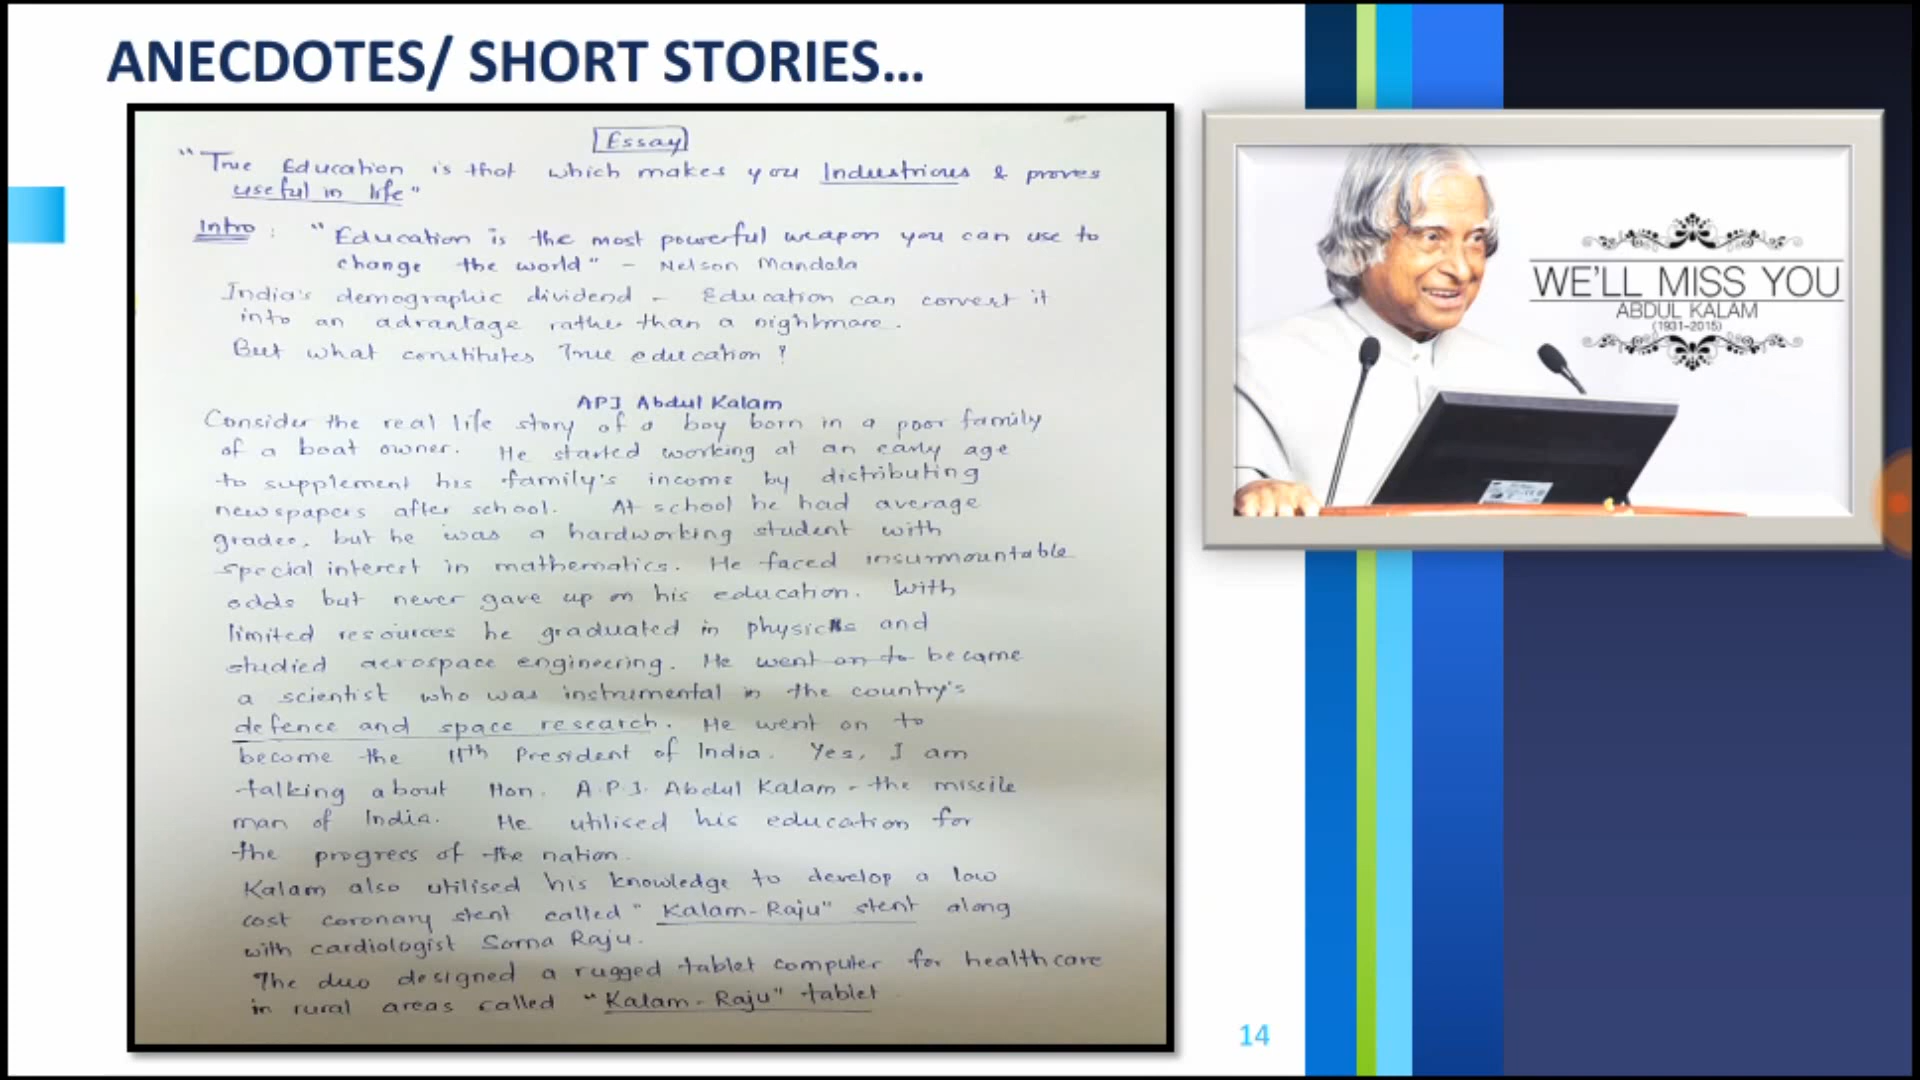 ANECDOTES/ SHORT STORIES...
Essay
"True Education is that which makes you Industrious & proves
useful in life"
Intro : "Education is the most powerful weapon you can use to
change the world" - Nelson Mandela
India's demographic dividend - Education can convert it
into an advantage rather than a nightmare.
But what constitutes True education ?
APJ Abdul Kalam
Consider the real life story of a boy born in a poor family
of a boat owner. He started working at an early age
to supplement his family's income by distributing
newspapers after school. At school he had average
grades, but he was a hardworking student with
special interest in mathematics. He faced insurmountable
odds but never gave up on his education. With
limited resources he graduated in physics and
studied aerospace engineering. He went on to became
a scientist who was instrumental in the country's
defence and space research. He went on to
become the 11th President of India. Yes, I am
talking about Hon. A.P.J. Abdul Kalam - the missile
man of India. He utilised his education for
the progress of the nation.
Kalam also utilised his knowledge to develop a low
cost coronary stent called "Kalam-Raju" stent along
with cardiologist Soma Raju.
The duo designed a rugged tablet computer for healthcare
in rural areas called "Kalam-Raju" tablet
WE'LL MISS YOU
ABDUL KALAM
(1931-2015)
14